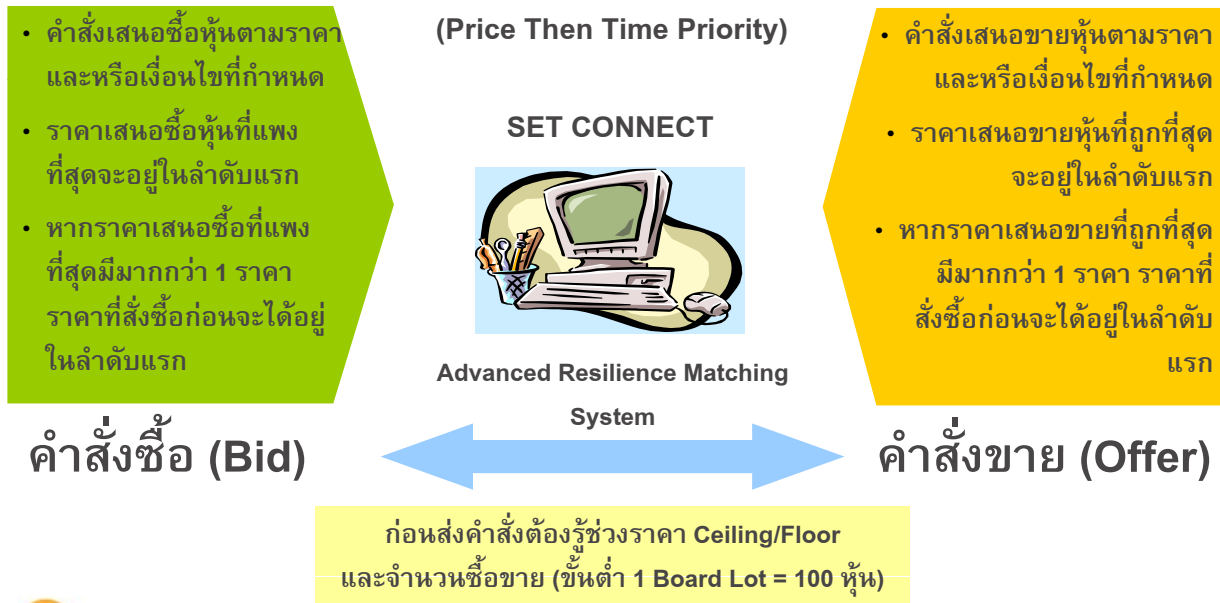 • คำสั่งเสนอซื้อหุ้นตามราคา
และหรือเงื่อนไขที่กำหนด
• ราคาเสนอซื้อหุ้นที่แพง
ที่สุดจะอยู่ในลำดับแรก
• หากราคาเสนอซื้อที่แพง
ที่สุดมีมากกว่า 1 ราคา
ราคาที่สั่งซื้อก่อนจะได้อยู่
ในลำดับแรก
คำสั่งซื้อ (Bid)
(Price Then Time Priority)
SET CONNECT
Advanced Resilience Matching
System
• คำสั่งเสนอขายหุ้นตามราคา
และหรือเงื่อนไขที่กำหนด
• ราคาเสนอขายหุ้นที่ถูกที่สุด
จะอยู่ในลำดับแรก
• หากราคาเสนอขายที่ถูกที่สุด
มีมากกว่า 1 ราคา ราคาที่
สั่งซื้อก่อนจะได้อยู่ในลำดับ
แรก
คำสั่งขาย (Offer)
ก่อนส่งคำสั่งต้องรู้ช่วงราคา Ceiling/Floor
และจำนวนซื้อขาย (ขั้นต่ำ 1 Board Lot = 100 หุ้น)